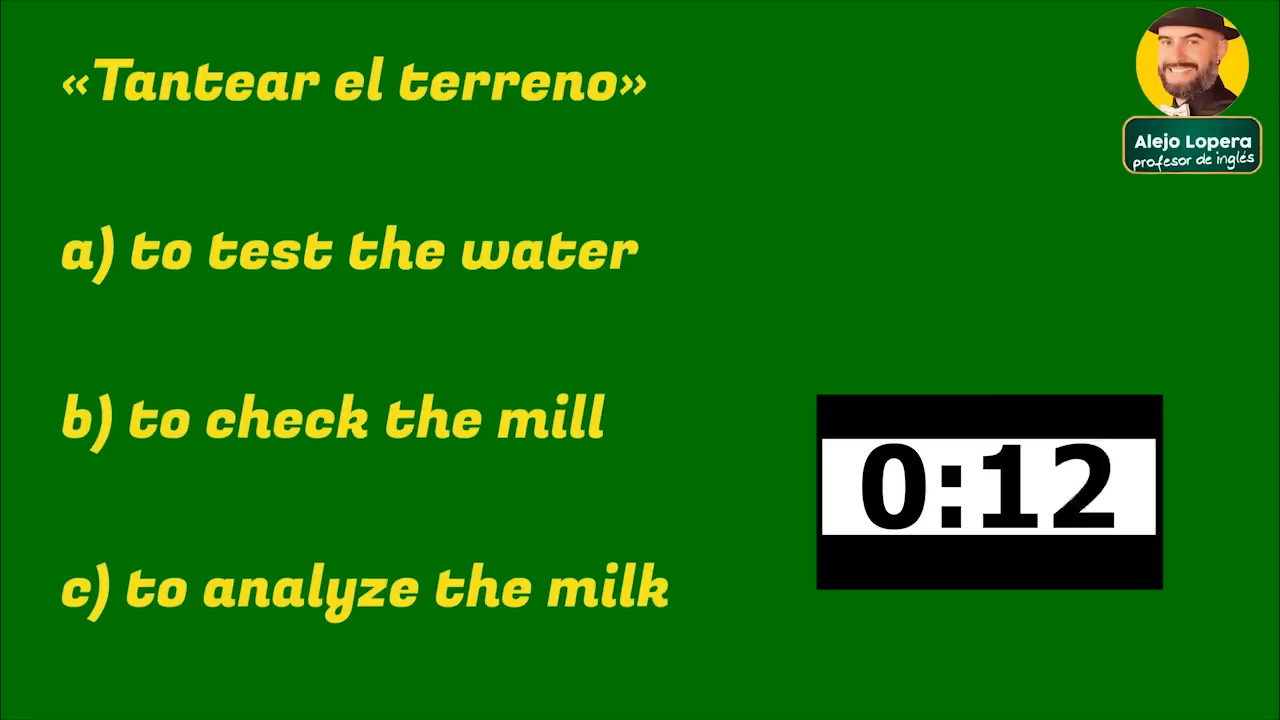 «Tantear el terreno»
Alejo Lopera
profesor de inglés
a) to test the water
b) to check the mill
0:12
c) to analyze the milk